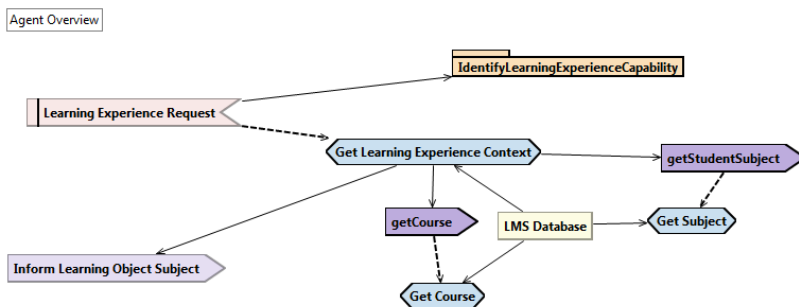 Agent Overview
IdentifyLearningExperienceCapability
Learning Experience Request
Get Learning Experience Context
getStudentSubject
getCourse
LMS Database
Get Subject
Inform Learning Object Subject
Get Course